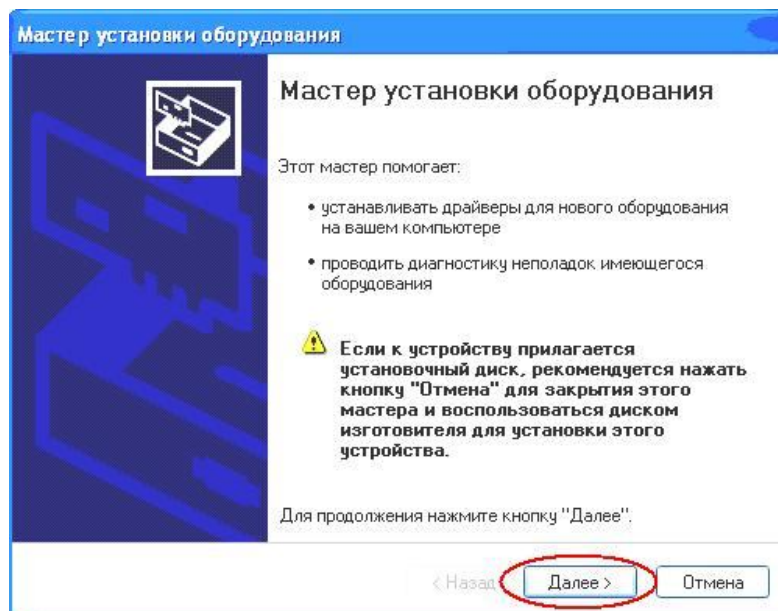 Мастер установки оборудования
Мастер установки оборудования
Этот мастер помогает:
• устанавливать драйверы для нового оборудования
на вашем компьютере
• проводить диагностику неполадок имеющегося
оборудования
Если к устройству прилагается
установочный диск, рекомендуется нажать
кнопку "Отмена" для закрытия этого
мастера и воспользоваться диском
изготовителя для установки этого
устройства.
Для продолжения нажмите кнопку "Далее".
< Назад Далее > Отмена